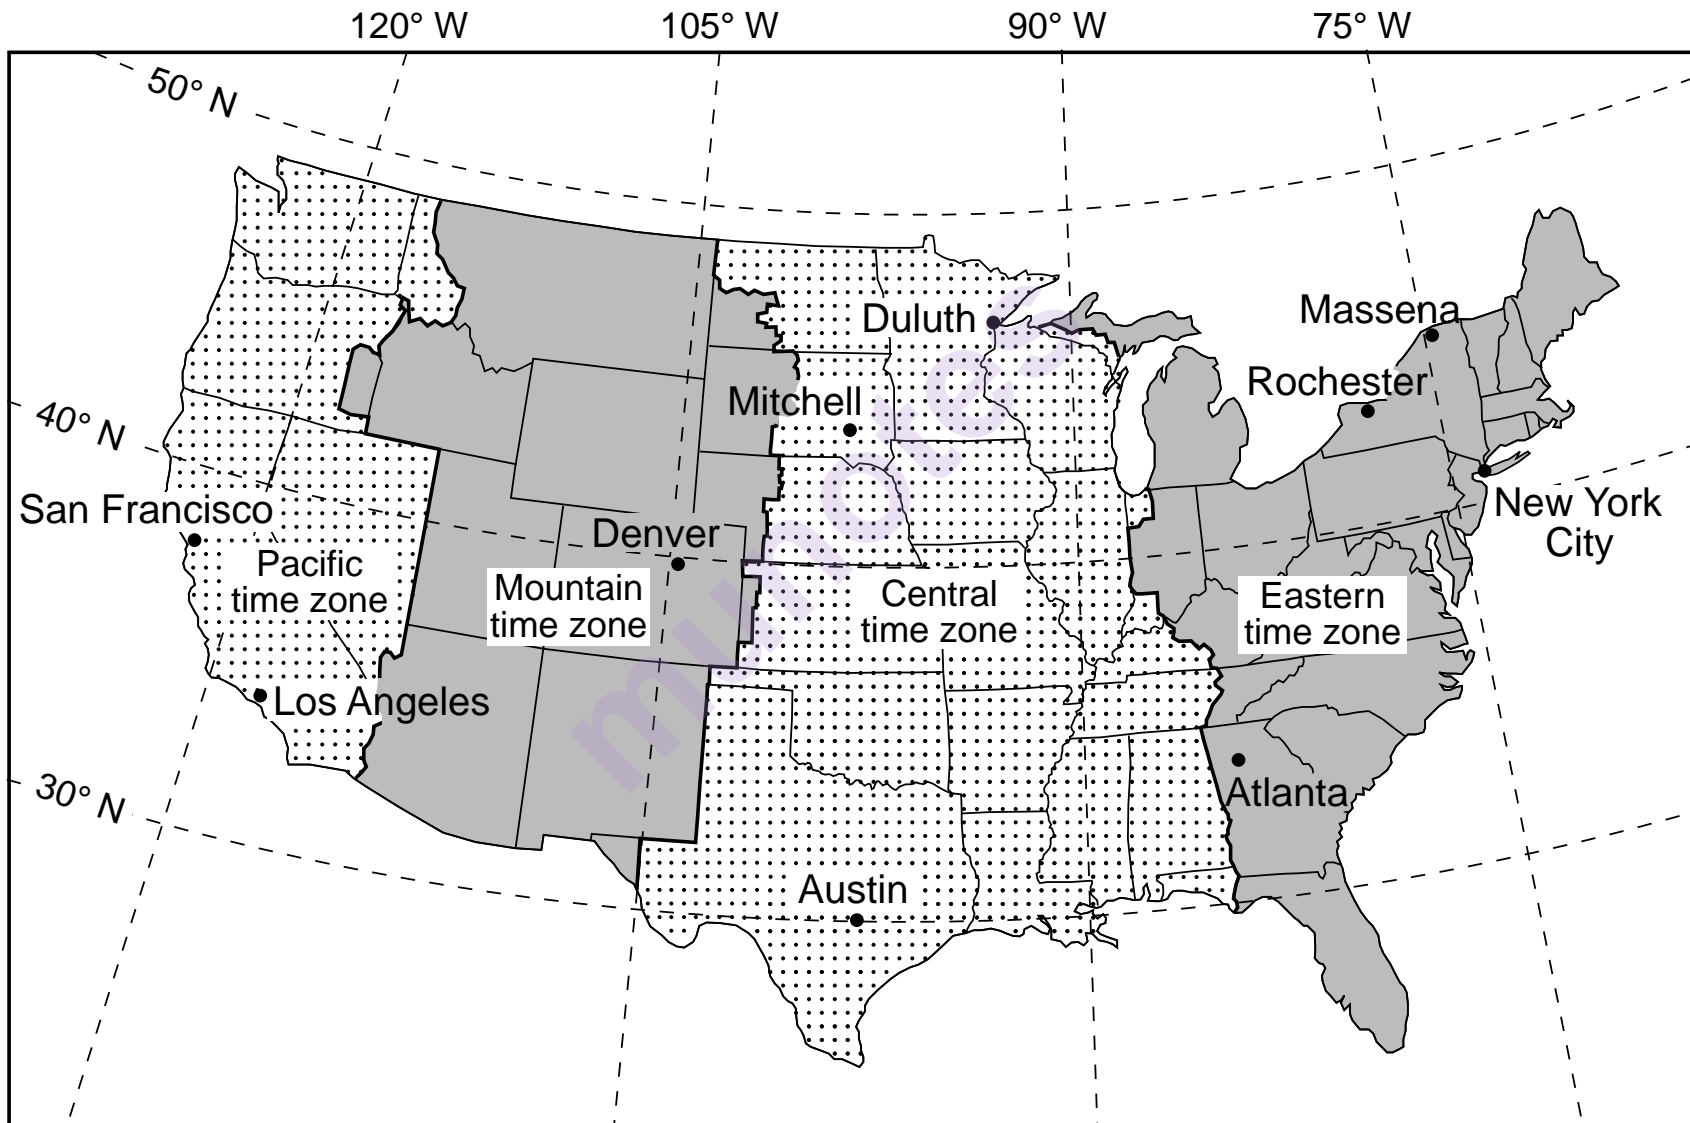 120° W 105° W 90° W 75° W
50° N
Massena
Duluth
Rochester
Mitchell
40° N
San Francisco
New York
City
Denver
Pacific
time zone
Mountain
time zone
Central
time zone
Eastern
time zone
Los Angeles
30° N
Atlanta
Austin
munotes